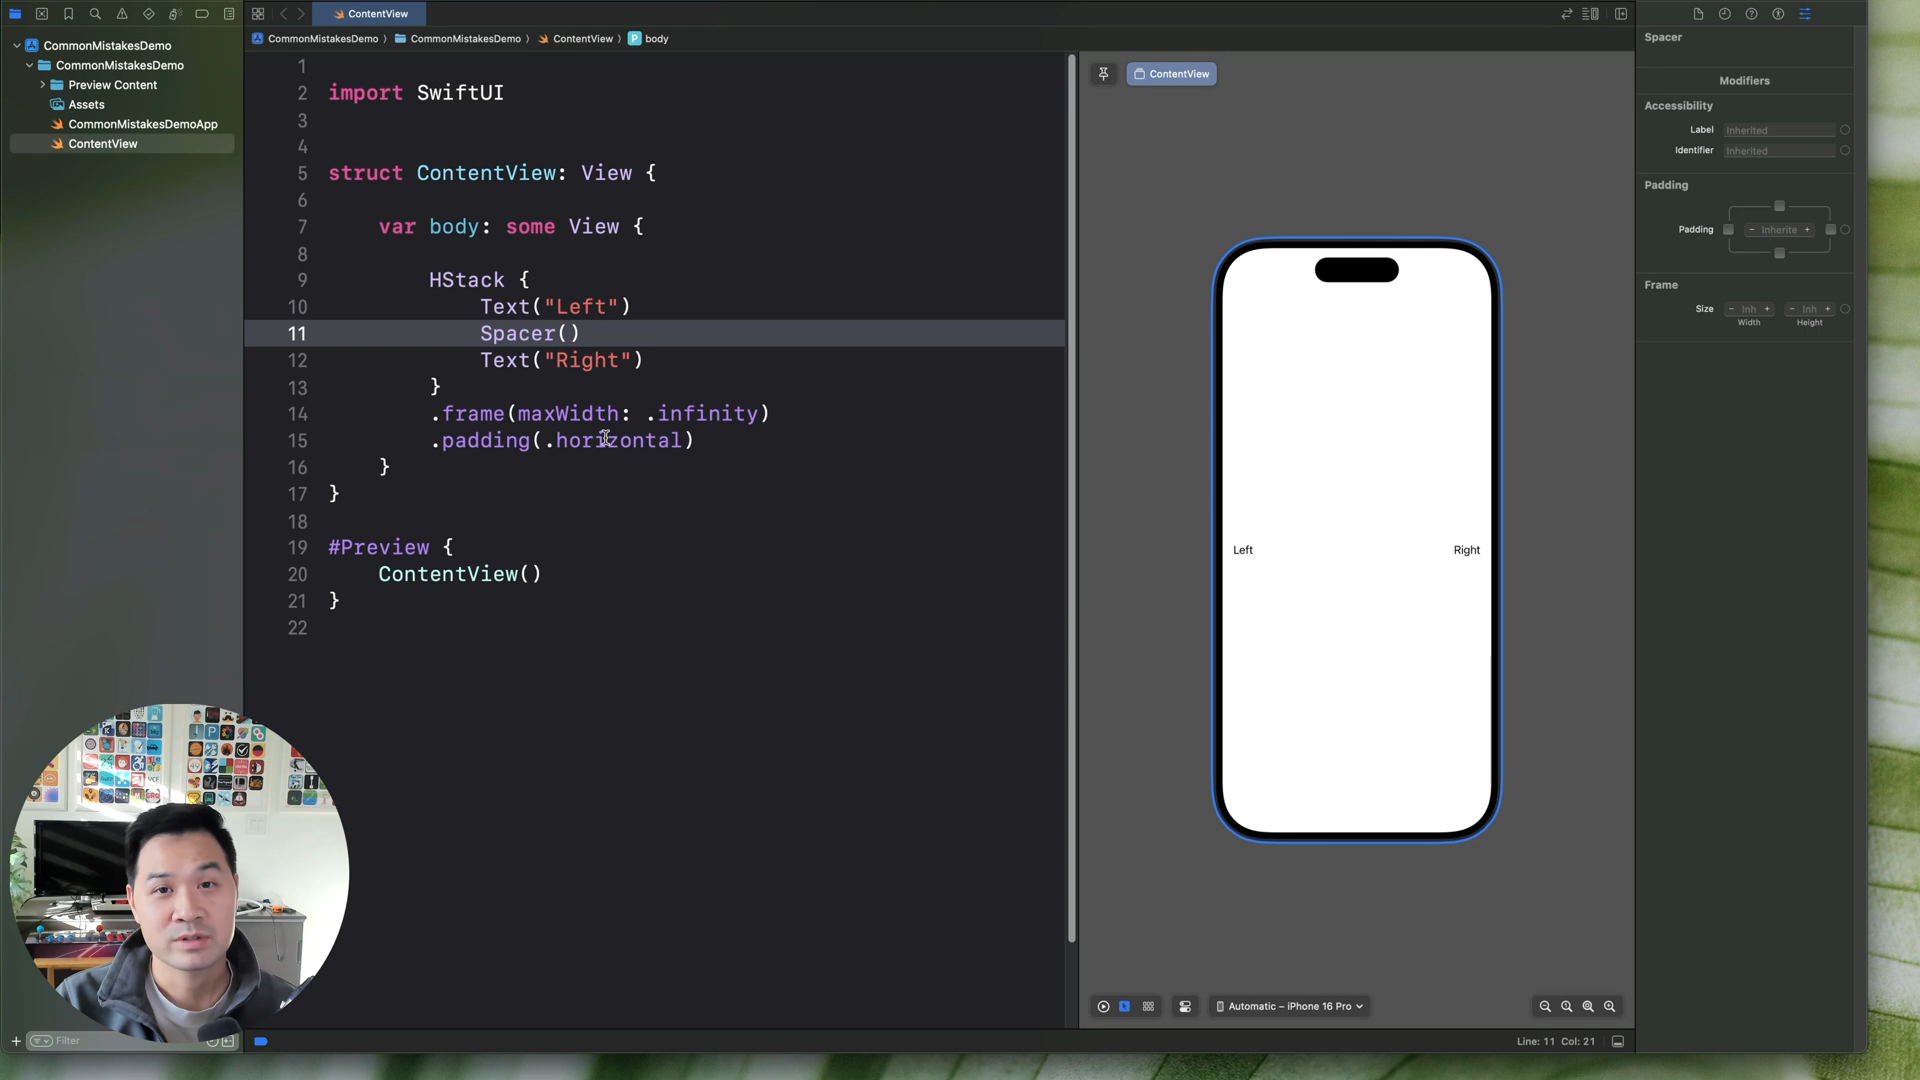 ContentView
CommonMistakesDemo
CommonMistakesDemo
ContentView
body
Spacer
CommonMistakesDemo
CommonMistakesDemo
Preview Content
Assets
CommonMistakesDemoApp
ContentView
1
2 import SwiftUI
3
4
5 struct ContentView: View {
6
7 var body: some View {
8
9 HStack {
10 Text("Left")
11 Spacer()
12 Text("Right")
13 }
14 .frame(maxWidth: .infinity)
15 .padding(.horizontal)
16 }
17 }
18
19 #Preview {
20 ContentView()
21 }
22
ContentView
Left Right
Automatic – iPhone 16 Pro
Modifiers
Accessibility
Label Inherited
Identifier Inherited
Padding
Padding − Inherite +
Frame
Size − Inh + − Inh +
Width Height
Filter
Line: 11 Col: 21